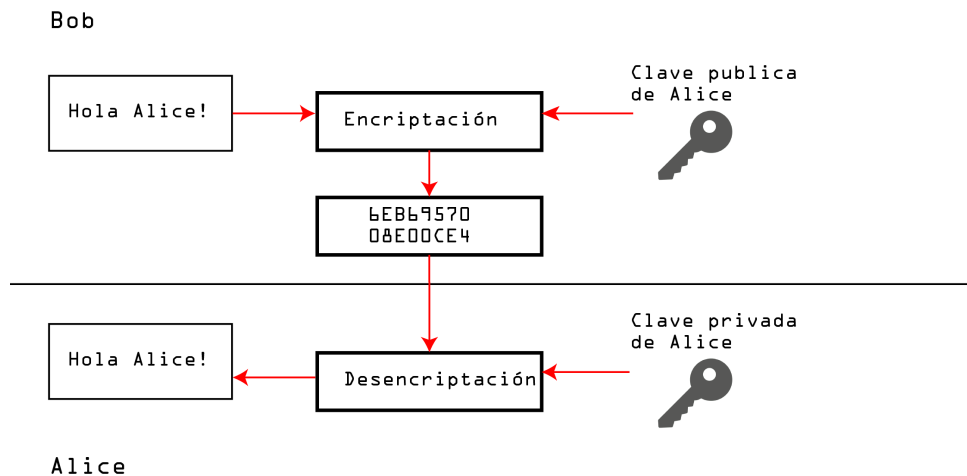 Bob
Hola Alice!
Encriptación
Clave publica
de Alice
6EB69570
08E00CE4
Hola Alice!
Desencriptación
Clave privada
de Alice
Alice